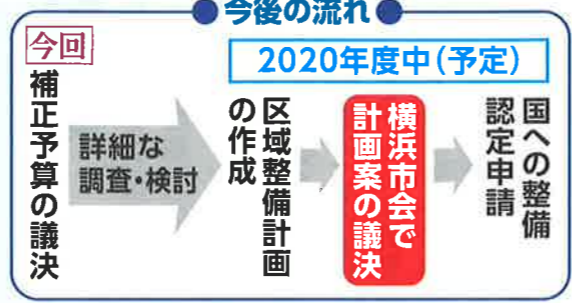 今後の流れ
今回
補正予算の議決
詳細な
調査・検討
2020年度中(予定)
区域整備計画
の作成
横浜市会で
計画案の議決
国への整備
認定申請